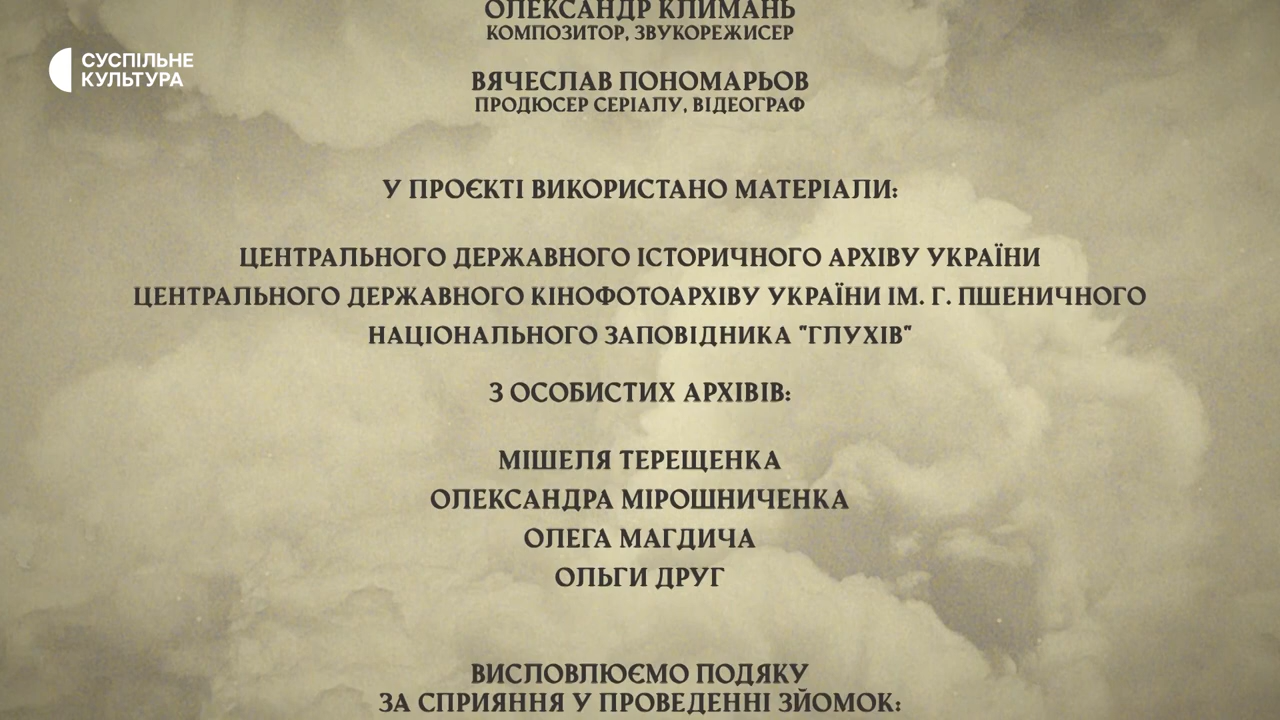 ОЛЕКСАНДР КЛИМАНЬ
КОМПОЗИТОР, ЗВУКОРЕЖИСЕР
СУСПІЛЬНЕ
КУЛЬТУРА
ВЯЧЕСЛАВ ПОНОМАРЬОВ
ПРОДЮСЕР СЕРІАЛУ, ВІДЕОГРАФ
У ПРОЄКТІ ВИКОРИСТАНО МАТЕРІАЛИ:
ЦЕНТРАЛЬНОГО ДЕРЖАВНОГО ІСТОРИЧНОГО АРХІВУ УКРАЇНИ
ЦЕНТРАЛЬНОГО ДЕРЖАВНОГО КІНОФОТОАРХІВУ УКРАЇНИ ІМ. Г. ПШЕНИЧНОГО
НАЦІОНАЛЬНОГО ЗАПОВІДНИКА "ГЛУХІВ"
З ОСОБИСТИХ АРХІВІВ:
МІШЕЛЯ ТЕРЕЩЕНКА
ОЛЕКСАНДРА МІРОШНИЧЕНКА
ОЛЕГА МАГДИЧА
ОЛЬГИ ДРУГ
ВИСЛОВЛЮЄМО ПОДЯКУ
ЗА СПРИЯННЯ У ПРОВЕДЕННІ ЗЙОМОК: